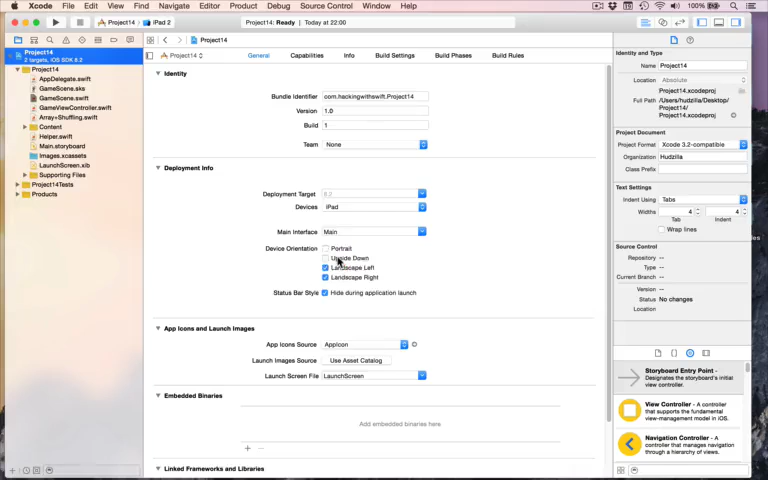 Xcode File Edit View Find Navigate Editor Product Debug Source Control Window Help 100%
Project14 iPad 2
Project14: Ready Today at 22:00
Project14
2 targets, iOS SDK 8.2
Project14
AppDelegate.swift
GameScene.sks
GameScene.swift
GameViewController.swift
Array+Shuffling.swift
Content
Helper.swift
Main.storyboard
Images.xcassets
LaunchScreen.xib
Supporting Files
Project14Tests
Products
Project14
Project14
General Capabilities Info Build Settings Build Phases Build Rules
Identity
Bundle Identifier com.hackingwithswift.Project14
Version 1.0
Build 1
Team None
Deployment Info
Deployment Target 8.2
Devices iPad
Main Interface Main
Device Orientation Portrait
Upside Down
Landscape Left
Landscape Right
Status Bar Style Hide during application launch
App Icons and Launch Images
App Icons Source AppIcon
Launch Images Source Use Asset Catalog
Launch Screen File LaunchScreen
Embedded Binaries
Add embedded binaries here
Linked Frameworks and Libraries
Identity and Type
Name Project14
Location Absolute
Project14.xcodeproj
Full Path /Users/hudzilla/Desktop/
Project14/
Project14.xcodeproj
Project Document
Project Format Xcode 3.2-compatible
Organization Hudzilla
Class Prefix
Text Settings
Indent Using Tabs
Widths 4 4
Tab Indent
Wrap lines
Source Control
Repository --
Type --
Current Branch --
Version --
Status No changes
Location
Storyboard Entry Point -
Designates the storyboard's initial
view controller.
View Controller - A controller
that supports the fundamental
view-management model in iOS.
Navigation Controller - A
controller that manages navigation
through a hierarchy of views.